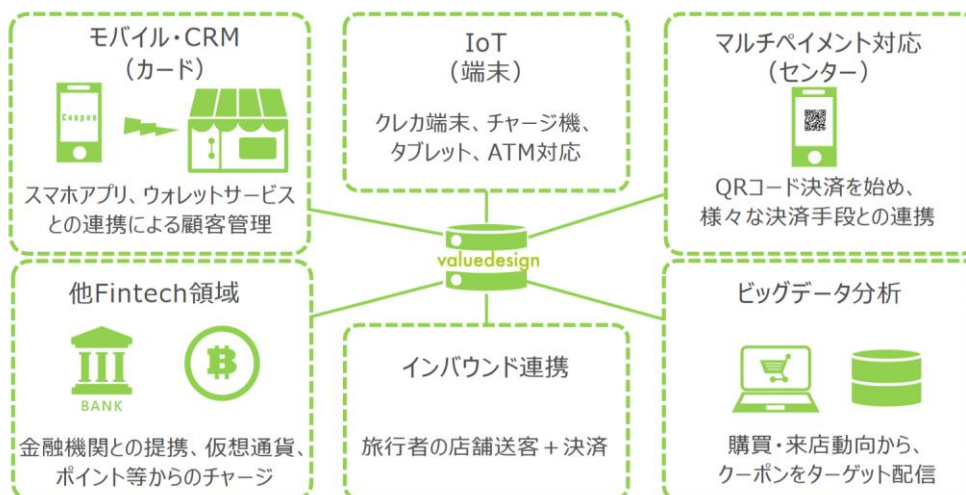 モバイル・CRM
(カード)
Coupon
スマホアプリ、ウォレットサービス
との連携による顧客管理
IoT
(端末)
クレカ端末、チャージ機、
タブレット、ATM対応
マルチペイメント対応
(センター)
QRコード決済を始め、
様々な決済手段との連携
valuedesign
他Fintech領域
BANK
金融機関との提携、仮想通貨、
ポイント等からのチャージ
インバウンド連携
旅行者の店舗送客+決済
ビッグデータ分析
購買・来店動向から、
クーポンをターゲット配信